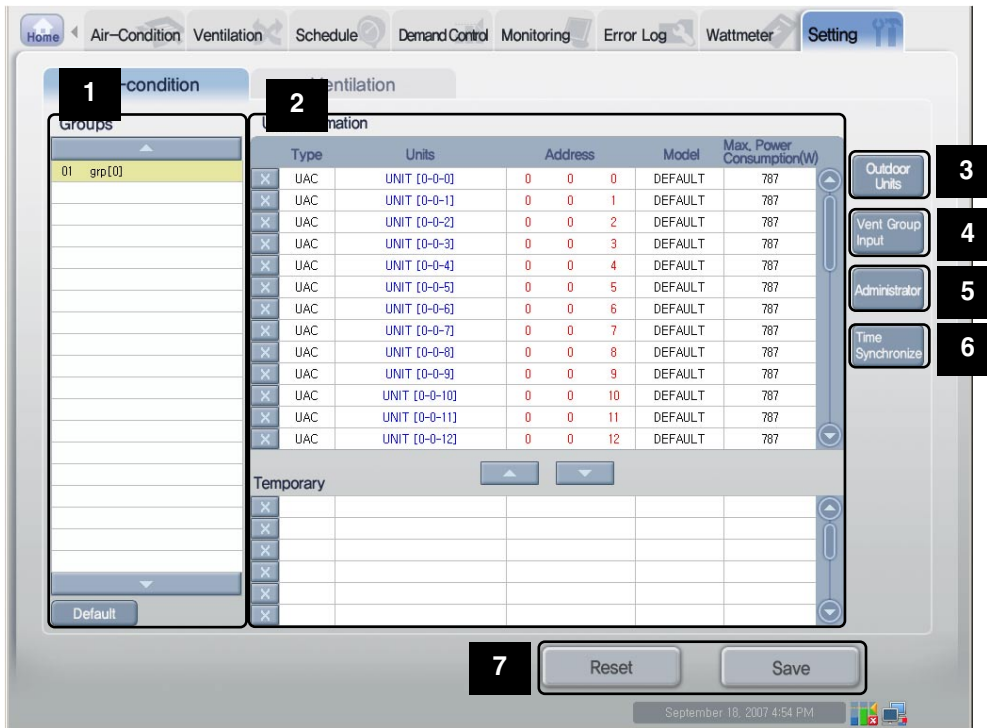 Home Air-Condition Ventilation Schedule Demand Control Monitoring Error Log Wattmeter Setting
1 -condition 2 entilation
Groups mation
Type Units Address Model Max, Power Consumption(W)
01 grp[0]
X UAC UNIT [0-0-0] 0 0 0 DEFAULT 787
X UAC UNIT [0-0-1] 0 0 1 DEFAULT 787
X UAC UNIT [0-0-2] 0 0 2 DEFAULT 787
X UAC UNIT [0-0-3] 0 0 3 DEFAULT 787
X UAC UNIT [0-0-4] 0 0 4 DEFAULT 787
X UAC UNIT [0-0-5] 0 0 5 DEFAULT 787
X UAC UNIT [0-0-6] 0 0 6 DEFAULT 787
X UAC UNIT [0-0-7] 0 0 7 DEFAULT 787
X UAC UNIT [0-0-8] 0 0 8 DEFAULT 787
X UAC UNIT [0-0-9] 0 0 9 DEFAULT 787
X UAC UNIT [0-0-10] 0 0 10 DEFAULT 787
X UAC UNIT [0-0-11] 0 0 11 DEFAULT 787
X UAC UNIT [0-0-12] 0 0 12 DEFAULT 787
Outdoor
Units
3
Vent Group
Input
4
Administrator
5
Time
Synchronize
6
Temporary
X
X
X
X
X
X
Default
7 Reset Save
September 18, 2007 4:54 PM